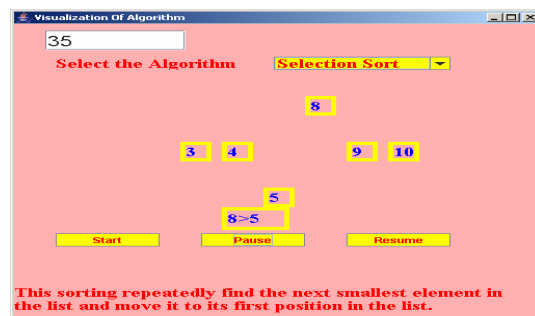 Visualization Of Algorithm
35
Select the Algorithm Selection Sort
8
3 4 9 10
5
8>5
Start Pause Resume
This sorting repeatedly find the next smallest element in
the list and move it to its first position in the list.